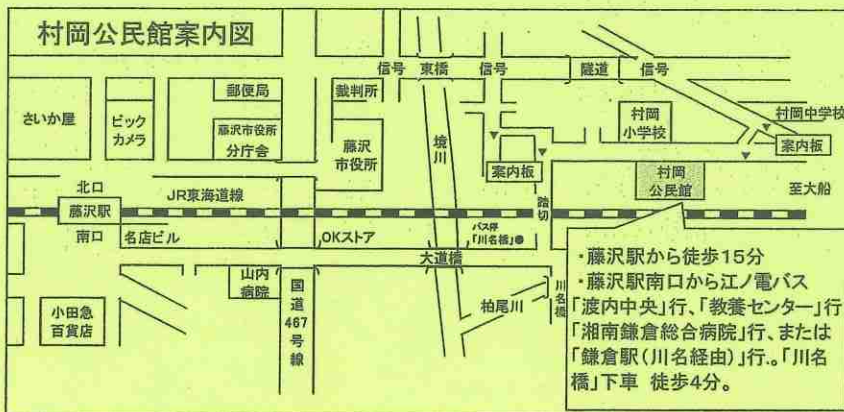 村岡公民館案内図
信号
東橋
信号
隧道
信号
さいか屋
ビック
カメラ
郵便局
裁判所
藤沢市役所
分庁舎
藤沢
市役所
境川
案内板
村岡
小学校
村岡中学校
案内板
村岡
公民館
北口
藤沢駅
南口
JR東海道線
踏切
至大船
名店ビル
OKストア
バス停
「川名橋」●
大道橋
山内
病院
国道467号線
柏尾川
川名橋
小田急
百貨店
・藤沢駅から徒歩15分
・藤沢駅南口から江ノ電バス
「渡内中央」行、「教養センター」行
「湘南鎌倉総合病院」行、または
「鎌倉駅(川名経由)」行.。「川名
橋」下車 徒歩4分。